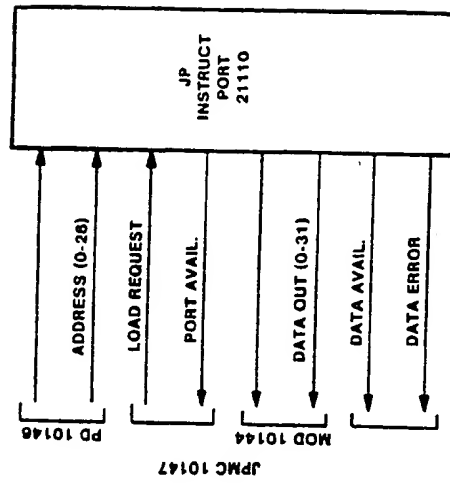 JP
INSTRUCT
PORT
21110
ADDRESS (0-26)
LOAD REQUEST
PORT AVAIL.
DATA OUT (0-31)
DATA AVAIL.
DATA ERROR
PD 10146
MOD 10144
JPMC 10147